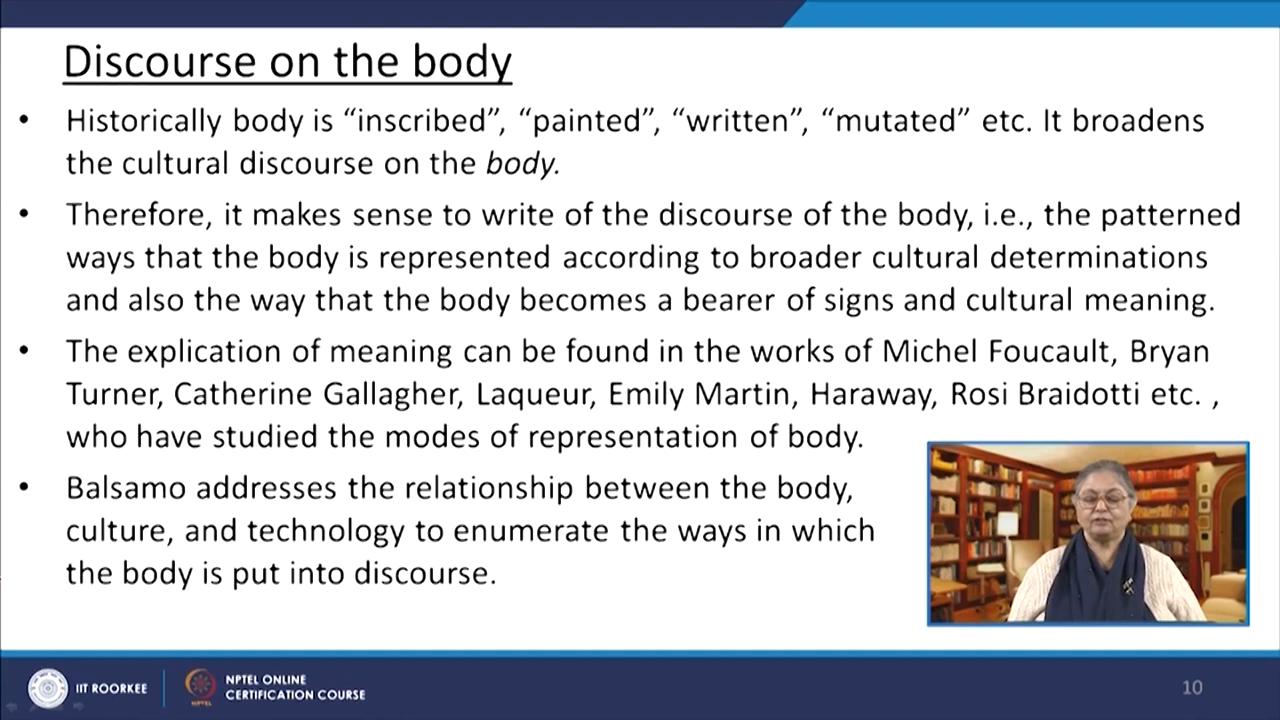 Discourse on the body
• Historically body is “inscribed”, “painted”, “written”, “mutated” etc. It broadens
the cultural discourse on the body.
• Therefore, it makes sense to write of the discourse of the body, i.e., the patterned
ways that the body is represented according to broader cultural determinations
and also the way that the body becomes a bearer of signs and cultural meaning.
• The explication of meaning can be found in the works of Michel Foucault, Bryan
Turner, Catherine Gallagher, Laqueur, Emily Martin, Haraway, Rosi Braidotti etc. ,
who have studied the modes of representation of body.
• Balsamo addresses the relationship between the body,
culture, and technology to enumerate the ways in which
the body is put into discourse.
IIT ROORKEE
NPTEL
NPTEL ONLINE
CERTIFICATION COURSE
10